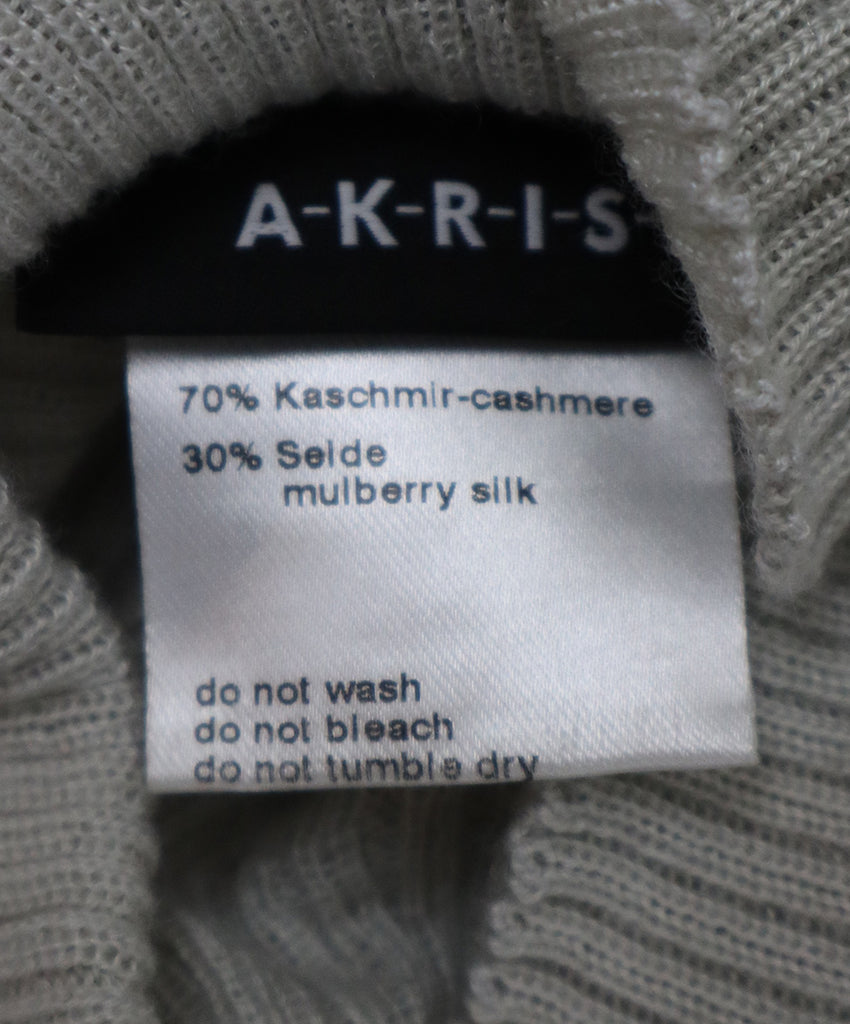 A-K-R-I-S-
70% Kaschmir-cashmere
30% Seide
mulberry silk
do not wash
do not bleach
do not tumble dry